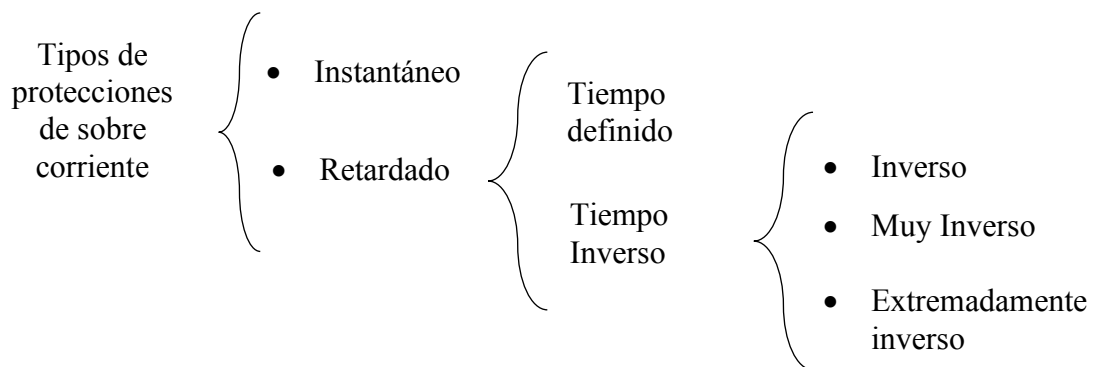 Tipos de
protecciones
de sobre
corriente
• Instantáneo
• Retardado
Tiempo
definido
Tiempo
Inverso
• Inverso
• Muy Inverso
• Extremadamente
inverso